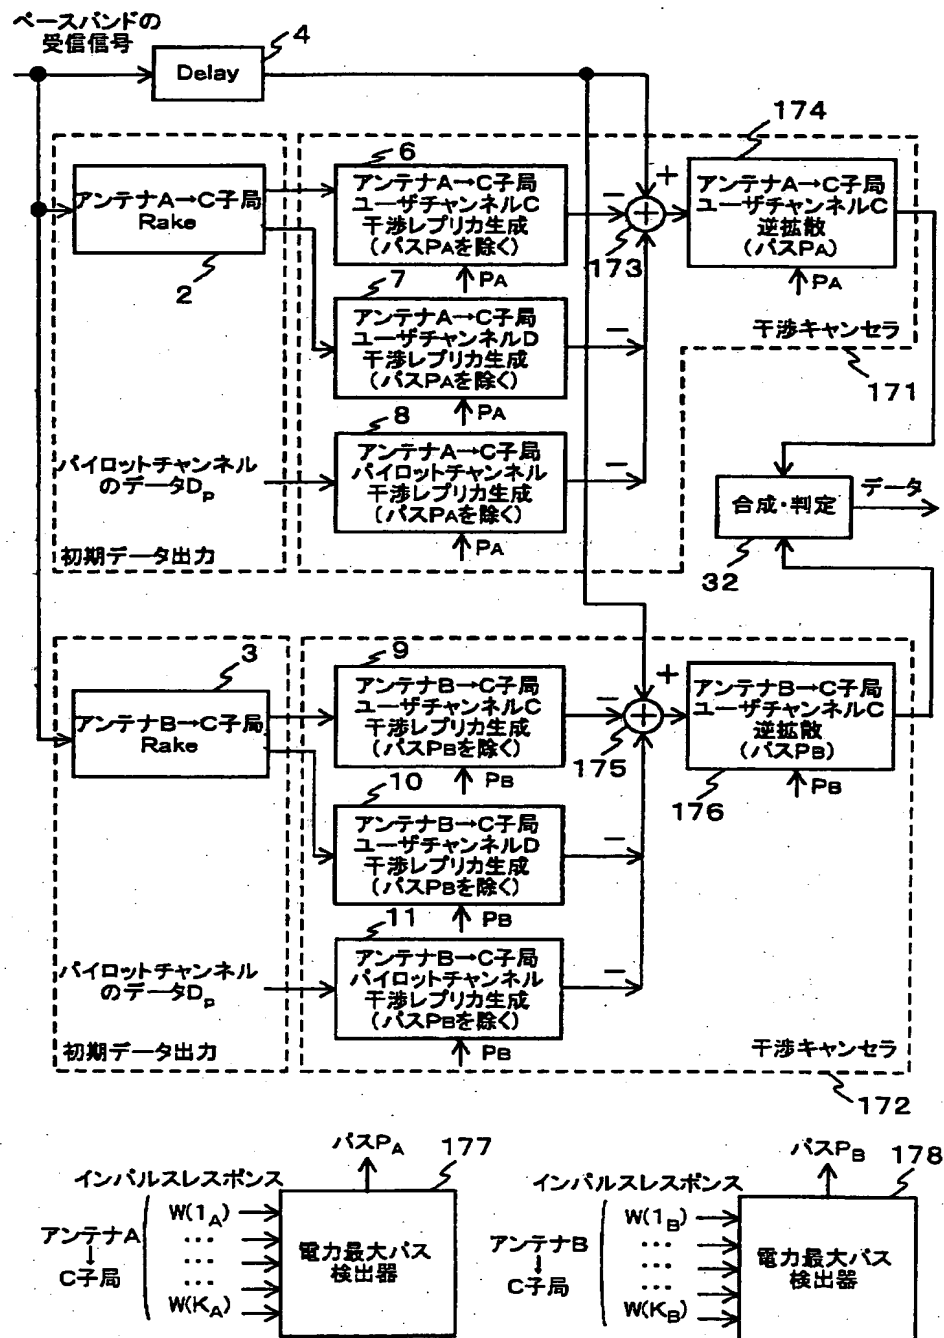 ベースバンドの
受信信号
4
Delay
174
6
アンテナA→C子局
ユーザチャンネルC
干渉レプリカ生成
(パスPAを除く)
PA
−
+
173
アンテナA→C子局
ユーザチャンネルC
逆拡散
(パスPA)
PA
アンテナA→C子局
Rake
2
7
アンテナA→C子局
ユーザチャンネルD
干渉レプリカ生成
(パスPAを除く)
PA
−
干渉キャンセラ
171
8
アンテナA→C子局
パイロットチャンネル
干渉レプリカ生成
(パスPAを除く)
PA
−
パイロットチャンネル
のデータDp
初期データ出力
合成・判定
データ
32
3
アンテナB→C子局
Rake
9
アンテナB→C子局
ユーザチャンネルC
干渉レプリカ生成
(パスPBを除く)
PB
−
+
175
アンテナB→C子局
ユーザチャンネルC
逆拡散
(パスPB)
176
PB
10
アンテナB→C子局
ユーザチャンネルD
干渉レプリカ生成
(パスPBを除く)
PB
−
11
アンテナB→C子局
パイロットチャンネル
干渉レプリカ生成
(パスPBを除く)
PB
−
パイロットチャンネル
のデータDp
初期データ出力
干渉キャンセラ
172
パスPA
177
インパルスレスポンス
アンテナA
↓
C子局
W(1A)
…
…
…
W(KA)
電力最大パス
検出器
パスPB
178
インパルスレスポンス
アンテナB
↓
C子局
W(1B)
…
…
…
W(KB)
電力最大パス
検出器